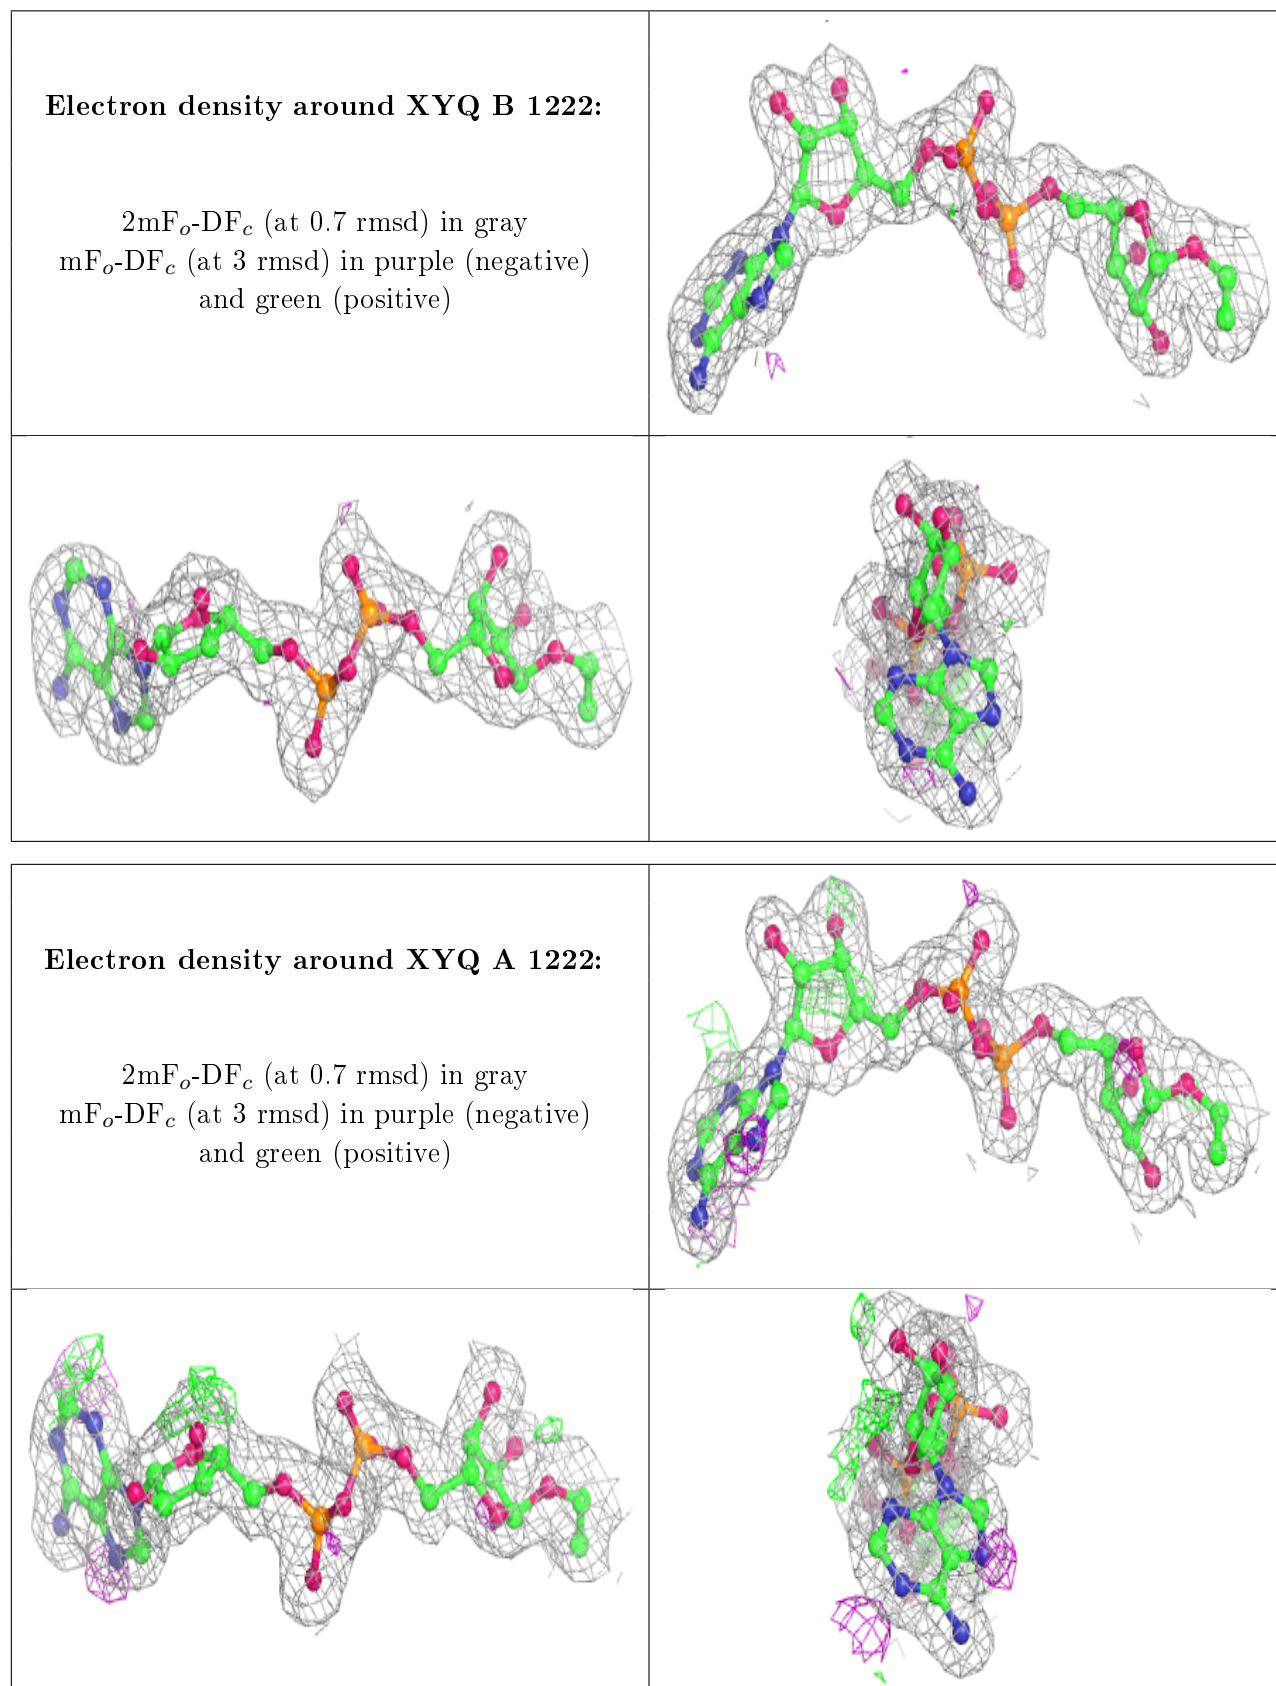 Electron density around XYQ B 1222:
2mFₒ-DF𝑐 (at 0.7 rmsd) in gray
mFₒ-DF𝑐 (at 3 rmsd) in purple (negative)
and green (positive)
Electron density around XYQ A 1222:
2mFₒ-DF𝑐 (at 0.7 rmsd) in gray
mFₒ-DF𝑐 (at 3 rmsd) in purple (negative)
and green (positive)